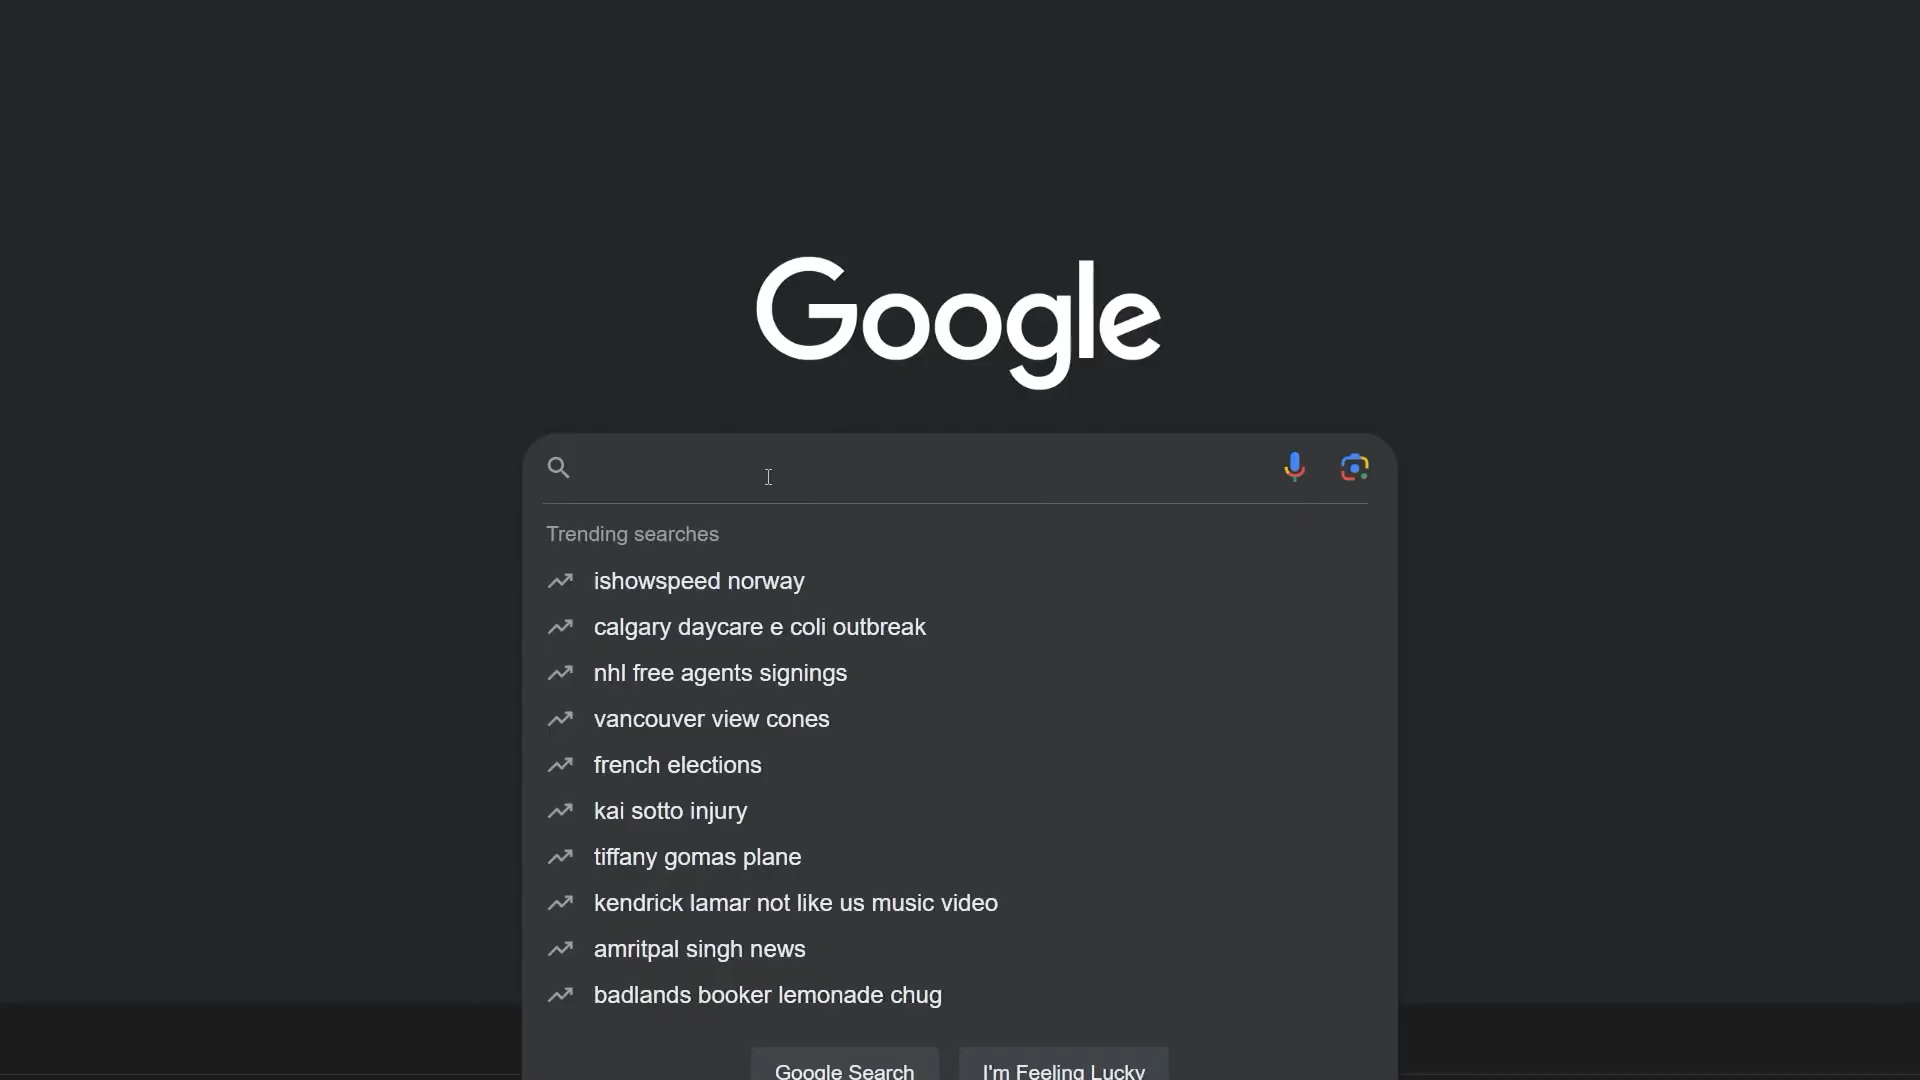 Google
Trending searches
ishowspeed norway
calgary daycare e coli outbreak
nhl free agents signings
vancouver view cones
french elections
kai sotto injury
tiffany gomas plane
kendrick lamar not like us music video
amritpal singh news
badlands booker lemonade chug
Google Search I'm Feeling Lucky